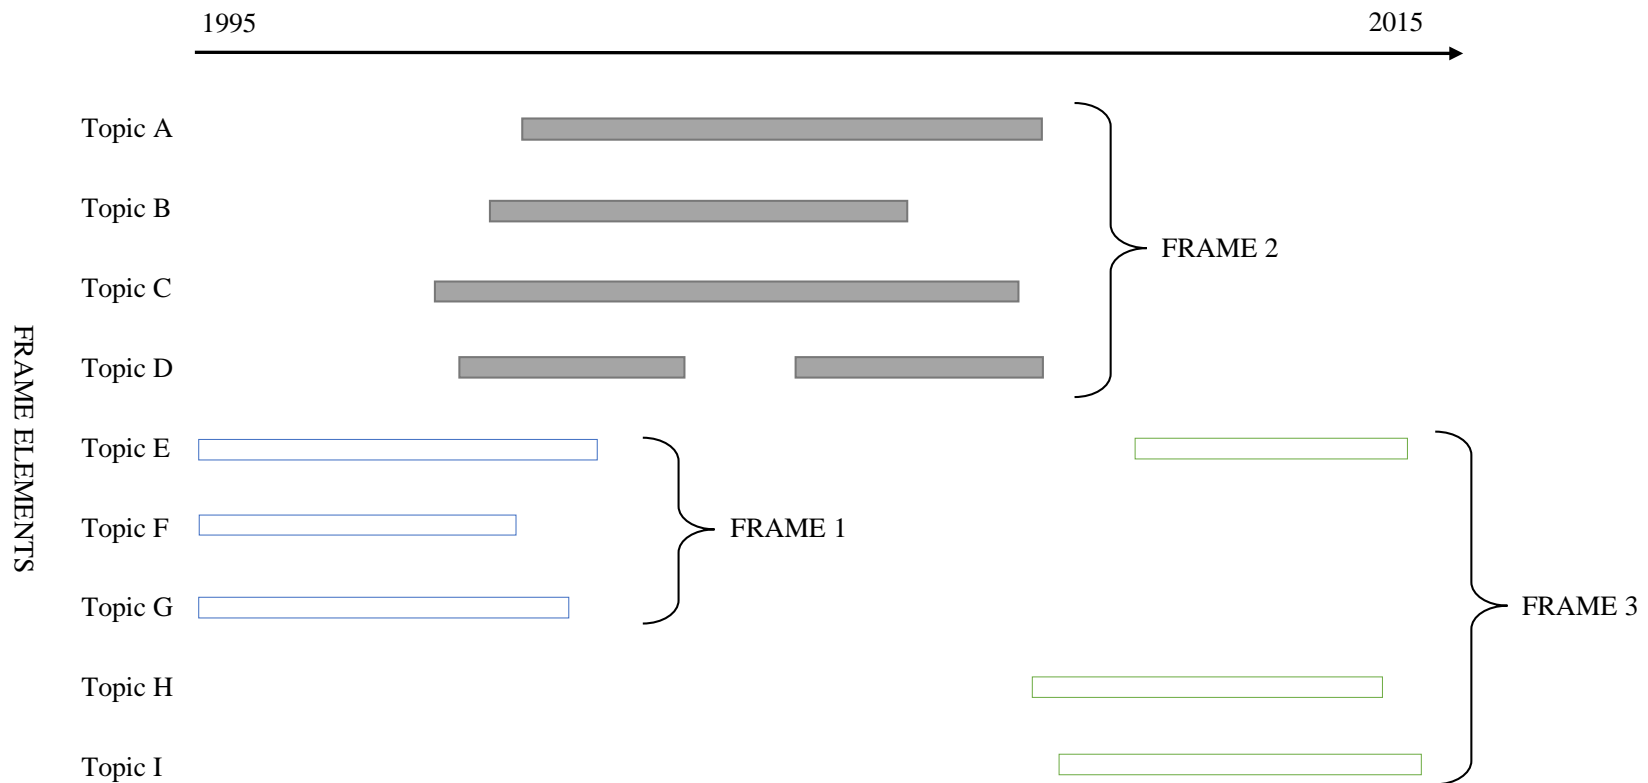 1995
2015
Topic A
Topic B
FRAME 2
Topic C
Topic D
FRAME ELEMENTS
Topic E
Topic F
FRAME 1
Topic G
FRAME 3
Topic H
Topic I